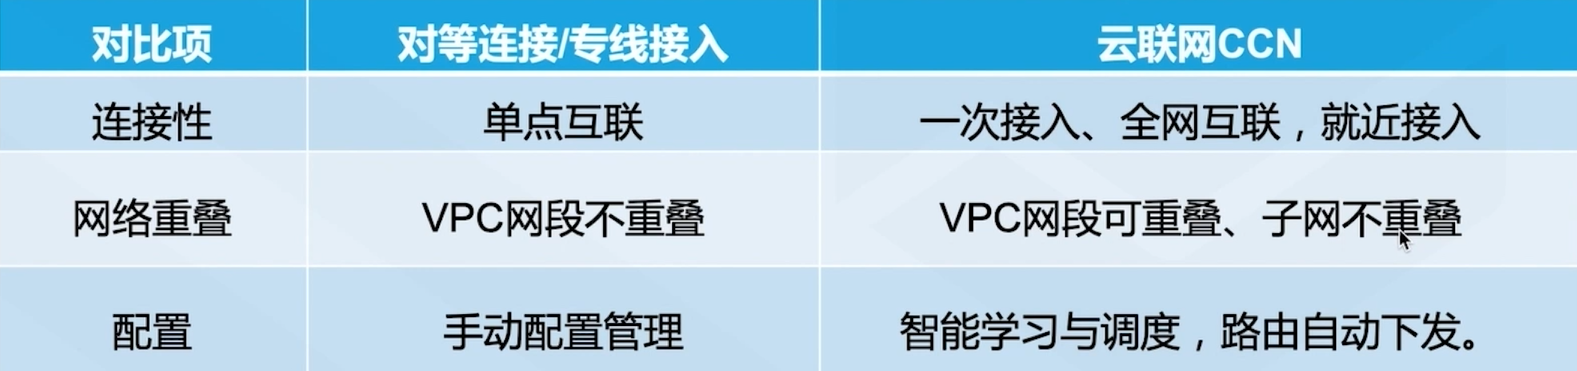 对比项 对等连接/专线接入 云联网CCN
连接性 单点互联 一次接入、全网互联，就近接入
网络重叠 VPC网段不重叠 VPC网段可重叠、子网不重叠
配置 手动配置管理 智能学习与调度，路由自动下发。